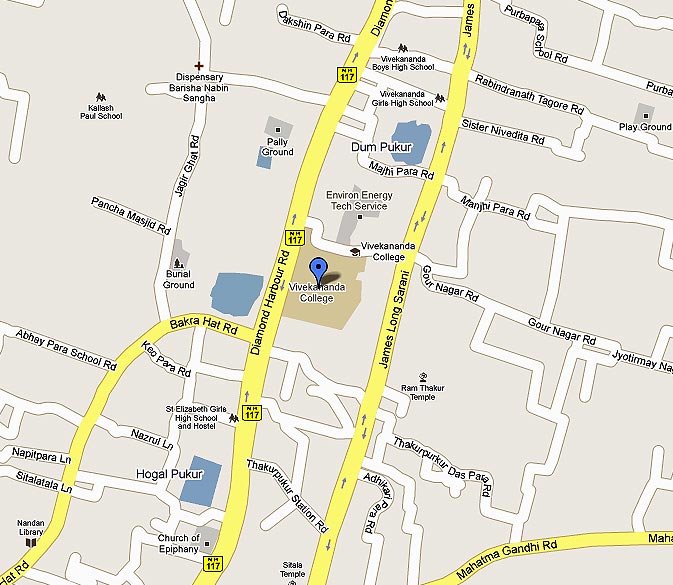 Dakshin Para Rd
Diamon
James
Purbapara School Rd
Vivekananda
Boys High School
NH
117
Dispensary
Barisha Nabin
Sangha
Rabindranath Tagore Rd
Purba
Kailash
Paul School
Vivekananda
Girls High School
Sister Nivedita Rd
Play Ground
Pally
Ground
Dum Pukur
Jagir Ghat Rd
Majhi Para Rd
Pancha Masjid Rd
Environ Energy
Tech Service
Manjhi Para Rd
NH
117
Vivekananda
College
Burial
Ground
Vivekananda
College
Gour Nagar Rd
Diamond Harbour Rd
James Long Sarani
Bakra Hat Rd
Gour Nagar Rd
Abhay Para School Rd
Keo Para Rd
Jyotirmay Nag
Ram Thakur
Temple
St Elizabeth Girls
High School
and Hostel
NH
117
Nazrul Ln
Napitpara Ln
Sitalatala Ln
Hogal Pukur
Thakurpukur Station Rd
Thakurpurkur Das Para Rd
Adhikari Para Rd
Nandan
Library
Church of
Epiphany
NH
117
Hat Rd
Sitala
Temple
Mahatma Gandhi Rd
Maha